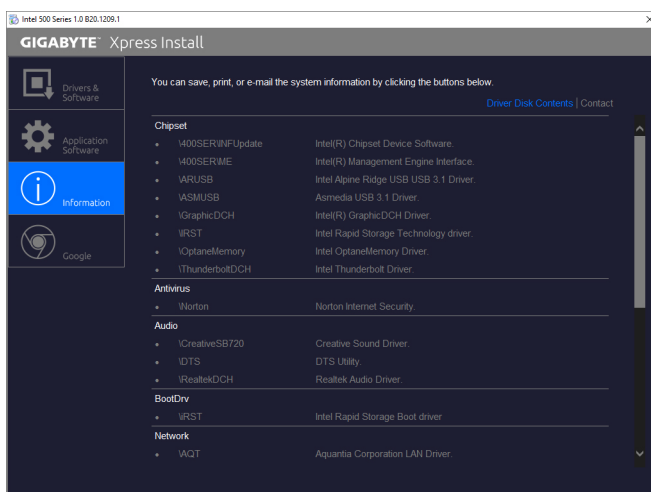 Intel 500 Series 1.0 B20.1209.1
GIGABYTE™ Xpress Install
Drivers &
Software
Application
Software
Information
Google
You can save, print, or e-mail the system information by clicking the buttons below.
Driver Disk Contents | Contact
Chipset
• \400SER\INFUpdate Intel(R) Chipset Device Software.
• \400SER\ME Intel(R) Management Engine Interface.
• \ARUSB Intel Alpine Ridge USB USB 3.1 Driver.
• \ASMUSB Asmedia USB 3.1 Driver.
• \GraphicDCH Intel(R) GraphicDCH Driver.
• \IRST Intel Rapid Storage Technology driver.
• \OptaneMemory Intel OptaneMemory Driver.
• \ThunderboltDCH Intel Thunderbolt Driver.
Antivirus
• \Norton Norton Internet Security.
Audio
• \CreativeSB720 Creative Sound Driver.
• \DTS DTS Utility.
• \RealtekDCH Realtek Audio Driver.
BootDrv
• \IRST Intel Rapid Storage Boot driver
Network
• \AQT Aquantia Corporation LAN Driver.